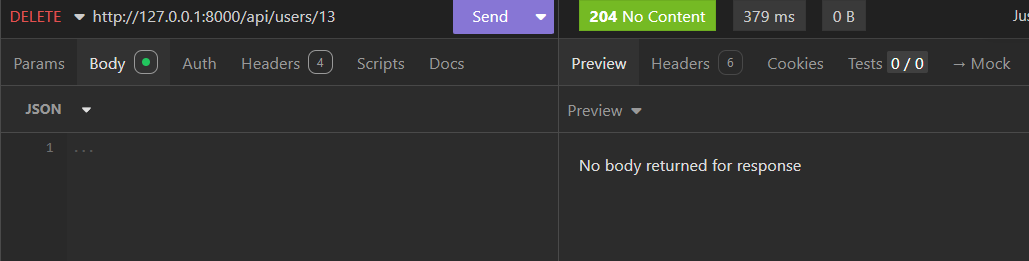 DELETE http://127.0.0.1:8000/api/users/13 Send 204 No Content 379 ms 0 B Jus
Params Body Auth Headers 4 Scripts Docs Preview Headers 6 Cookies Tests 0 / 0 → Mock
JSON Preview
1 ...
No body returned for response